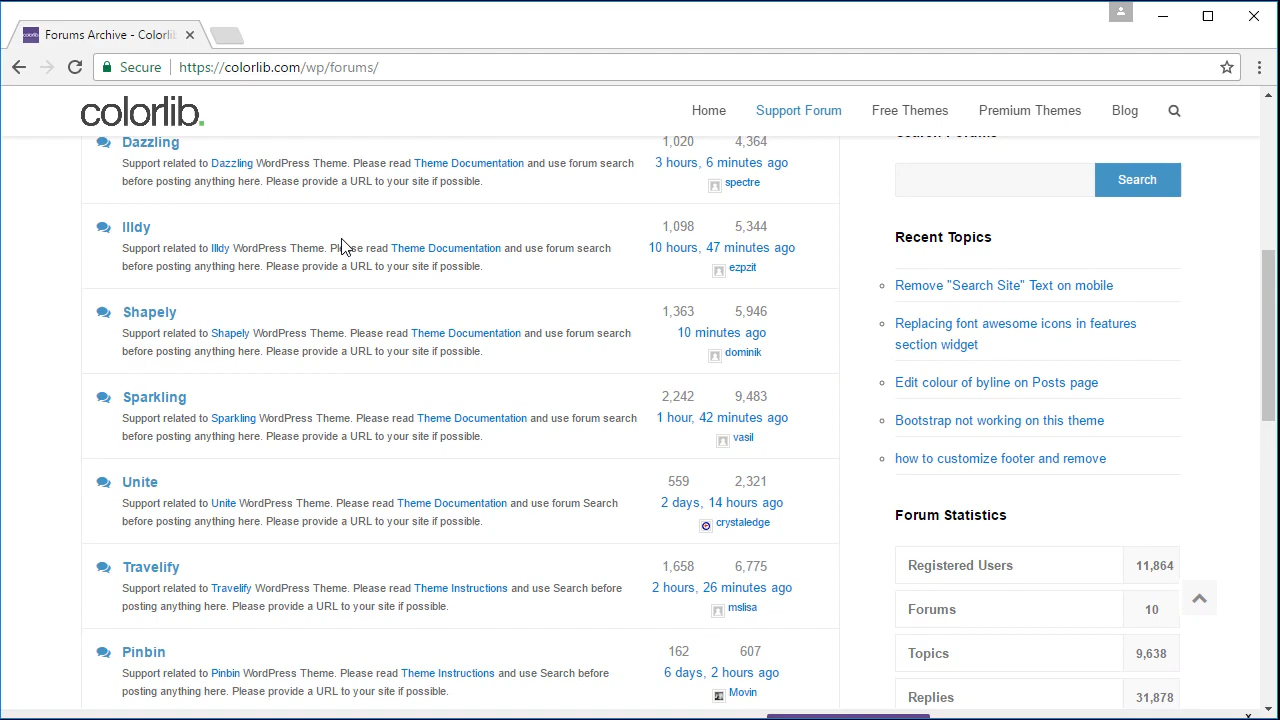 Forums Archive - Colorlib
Secure | https://colorlib.com/wp/forums/
colorlib.
Home
Support Forum
Free Themes
Premium Themes
Blog
Dazzling
1,020
4,364
Support related to Dazzling WordPress Theme. Please read Theme Documentation and use forum search
before posting anything here. Please provide a URL to your site if possible.
3 hours, 6 minutes ago
spectre
Illdy
1,098
5,344
Support related to Illdy WordPress Theme. Please read Theme Documentation and use forum search
before posting anything here. Please provide a URL to your site if possible.
10 hours, 47 minutes ago
ezpzit
Shapely
1,363
5,946
Support related to Shapely WordPress Theme. Please read Theme Documentation and use forum search
before posting anything here. Please provide a URL to your site if possible.
10 minutes ago
dominik
Sparkling
2,242
9,483
Support related to Sparkling WordPress Theme. Please read Theme Documentation and use forum search
before posting anything here. Please provide a URL to your site if possible.
1 hour, 42 minutes ago
vasil
Unite
559
2,321
Support related to Unite WordPress Theme. Please read Theme Documentation and use forum Search
before posting anything here. Please provide a URL to your site if possible.
2 days, 14 hours ago
crystaledge
Travelify
1,658
6,775
Support related to Travelify WordPress Theme. Please read Theme Instructions and use Search before
posting anything here. Please provide a URL to your site if possible.
2 hours, 26 minutes ago
mslisa
Pinbin
162
607
Support related to Pinbin WordPress Theme. Please read Theme Instructions and use Search before
posting anything here. Please provide a URL to your site if possible.
6 days, 2 hours ago
Movin
Search Forums
Search
Recent Topics
Remove "Search Site" Text on mobile
Replacing font awesome icons in features
section widget
Edit colour of byline on Posts page
Bootstrap not working on this theme
how to customize footer and remove
Forum Statistics
Registered Users
11,864
Forums
10
Topics
9,638
Replies
31,878